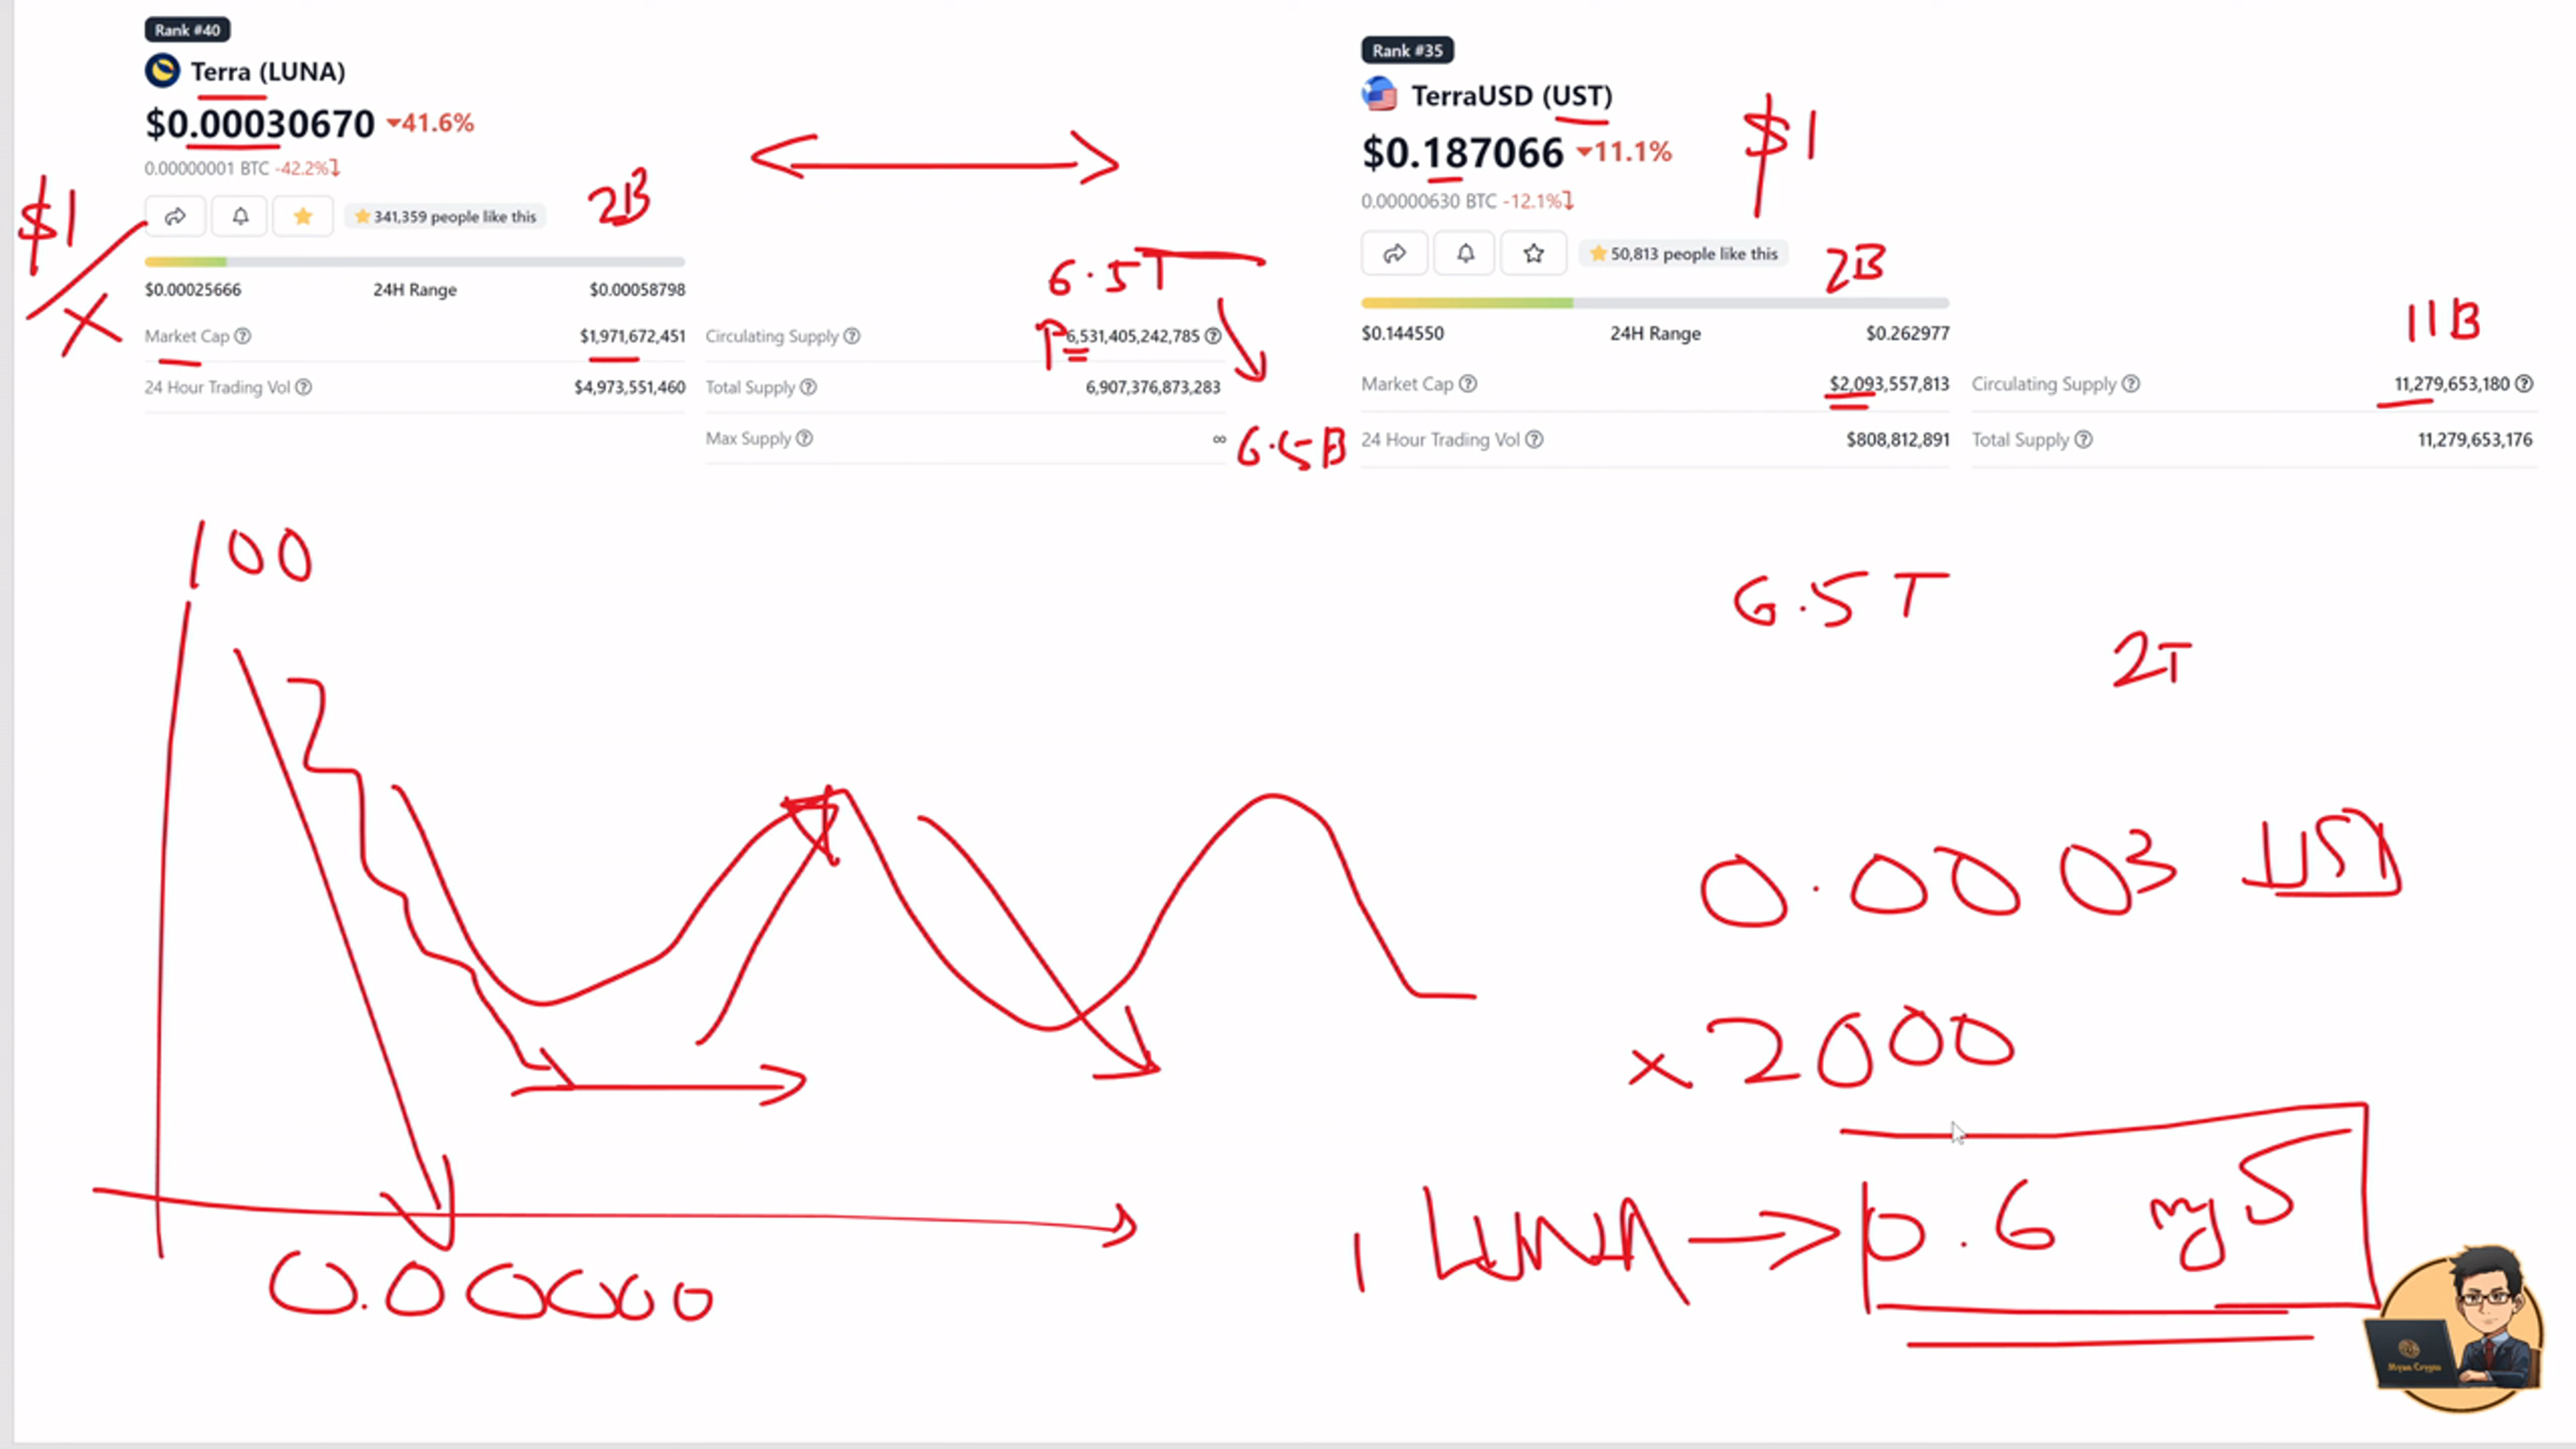 Rank #40
Terra (LUNA)
$0.00030670 41.6%
0.00000001 BTC -42.2%
341,359 people like this
2B
$1
X
$0.00025666 24H Range $0.00058798
Market Cap $1,971,672,451
24 Hour Trading Vol $4,973,551,460
6.5T
Circulating Supply 6,531,405,242,785
Total Supply 6,907,376,873,283
Max Supply ∞
6.5B
Rank #35
TerraUSD (UST)
$0.187066 11.1%
$1
0.00000630 BTC -12.1%
50,813 people like this
2B
$0.144550 24H Range $0.262977
Market Cap $2,093,557,813
24 Hour Trading Vol $808,812,891
11B
Circulating Supply 11,279,653,180
Total Supply 11,279,653,176
100
0.00000
6.5T
2T
0.0003
x 2000
1 LUNA → 0.6
Myan Crypto